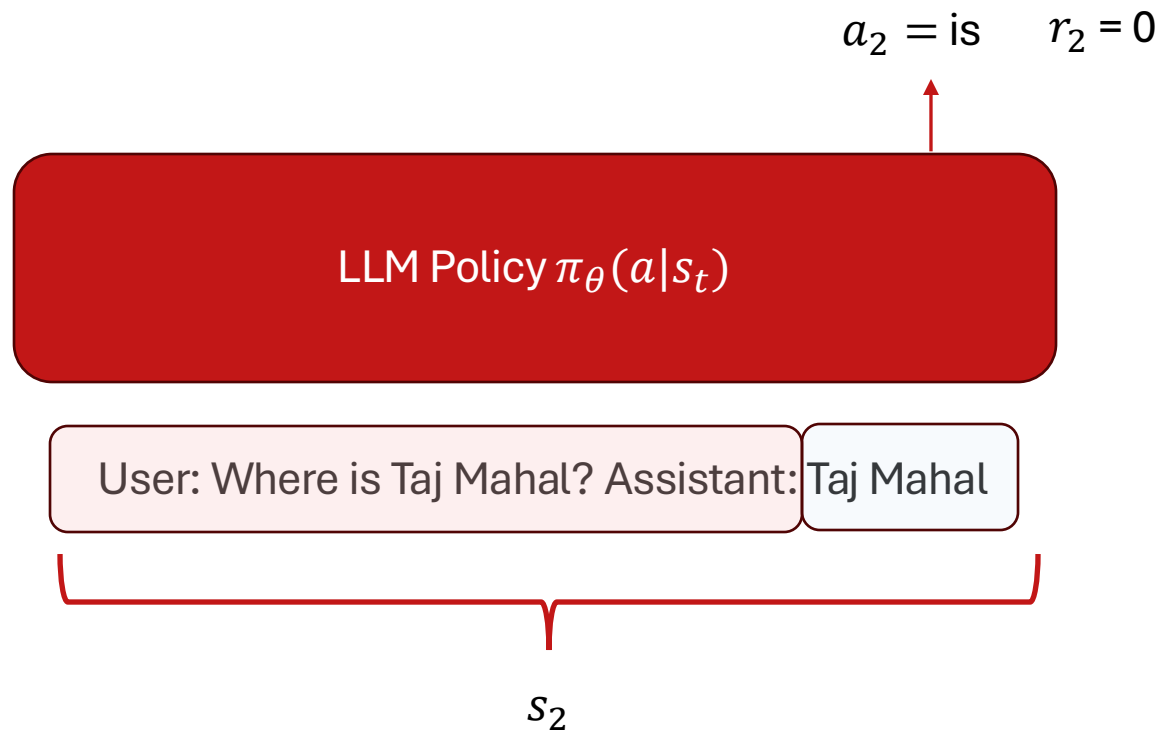 a₂ = is r₂ = 0
LLM Policy π_θ(a|s_t)
User: Where is Taj Mahal? Assistant: Taj Mahal
s₂